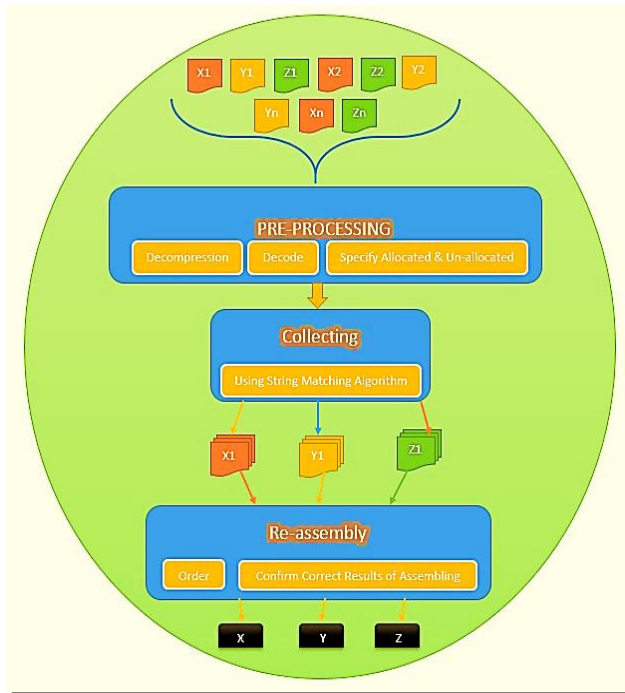 X1 Y1 Z1 X2 Z2 Y2
Yn Xn Zn
PRE-PROCESSING
Decompression Decode Specify Allocated & Un-allocated
Collecting
Using String Matching Algorithm
X1 Y1 Z1
Re-assembly
Order Confirm Correct Results of Assembling
X Y Z